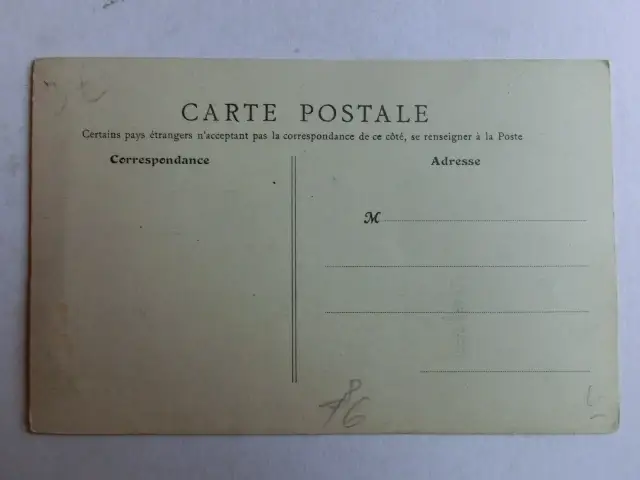 CARTE POSTALE
Certains pays étrangers n'acceptant pas la correspondance de ce côté, se renseigner à la Poste
Correspondance
Adresse
M